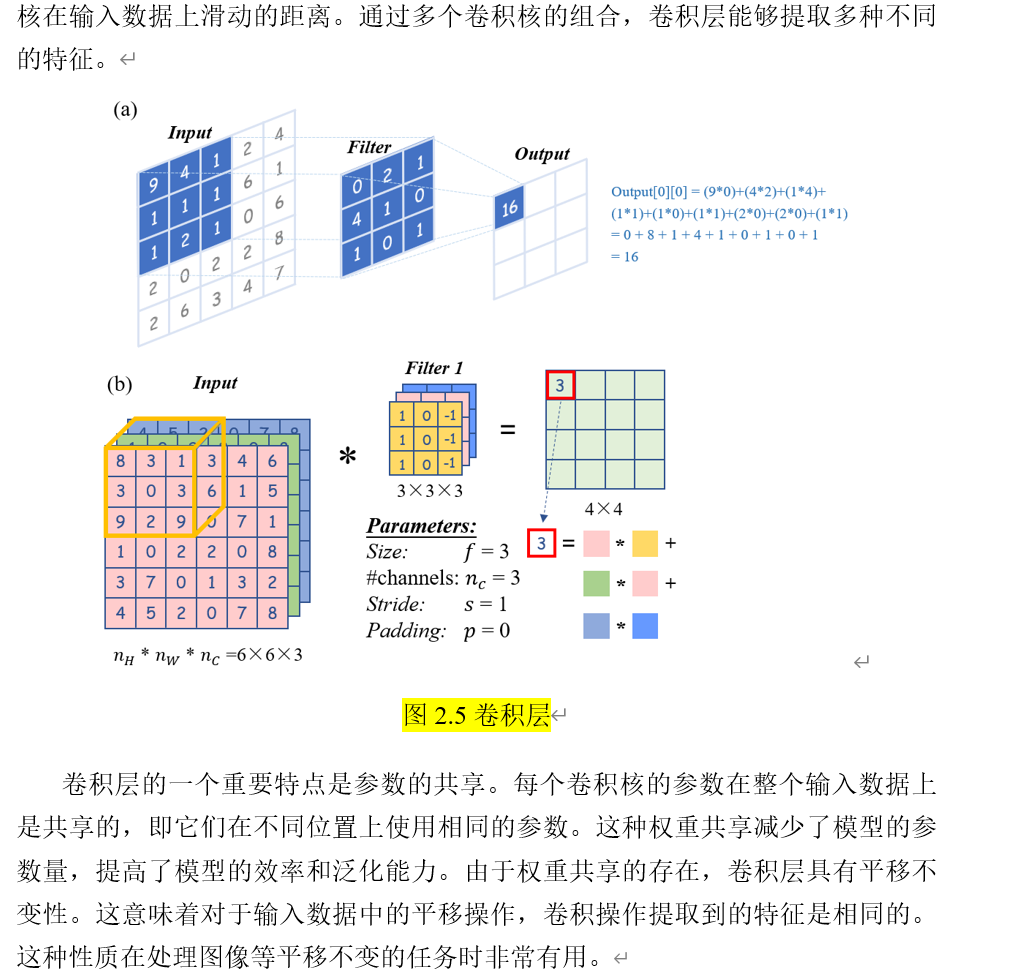 核在输入数据上滑动的距离。通过多个卷积核的组合，卷积层能够提取多种不同
的特征。
(a)
Input
Filter
Output
9 4 1 2 4
1 1 1 6 1
1 2 1 0 6
2 0 2 2 8
2 6 3 4 7
0 2 1
4 1 0
1 0 1
16
Output[0][0] = (9*0)+(4*2)+(1*4)+
(1*1)+(1*0)+(1*1)+(2*0)+(2*0)+(1*1)
= 0 + 8 + 1 + 4 + 1 + 0 + 1 + 0 + 1
= 16
(b)
Input
Filter 1
8 3 1 3 4 6
3 0 3 6 1 5
9 2 9 0 7 1
1 0 2 2 0 8
3 7 0 1 3 2
4 5 2 0 7 8
n_H * n_W * n_C =6×6×3
*
1 0 -1
1 0 -1
1 0 -1
3×3×3
=
3
4×4
Parameters:
Size: f = 3
#channels: n_C = 3
Stride: s = 1
Padding: p = 0
3 = * +
* +
*
图 2.5 卷积层
卷积层的一个重要特点是参数的共享。每个卷积核的参数在整个输入数据上
是共享的，即它们在不同位置上使用相同的参数。这种权重共享减少了模型的参
数量，提高了模型的效率和泛化能力。由于权重共享的存在，卷积层具有平移不
变性。这意味着对于输入数据中的平移操作，卷积操作提取到的特征是相同的。
这种性质在处理图像等平移不变的任务时非常有用。